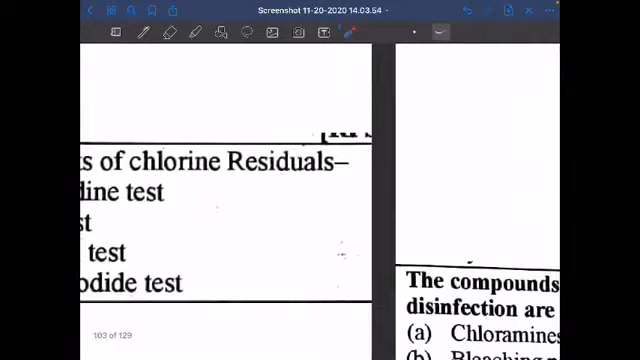 Screenshot 11-20-2020 14.03.54
ts of chlorine Residuals–
dine test
st
test
odide test
103 of 129
The compounds
disinfection are
(a) Chloramines
(b) Bleaching